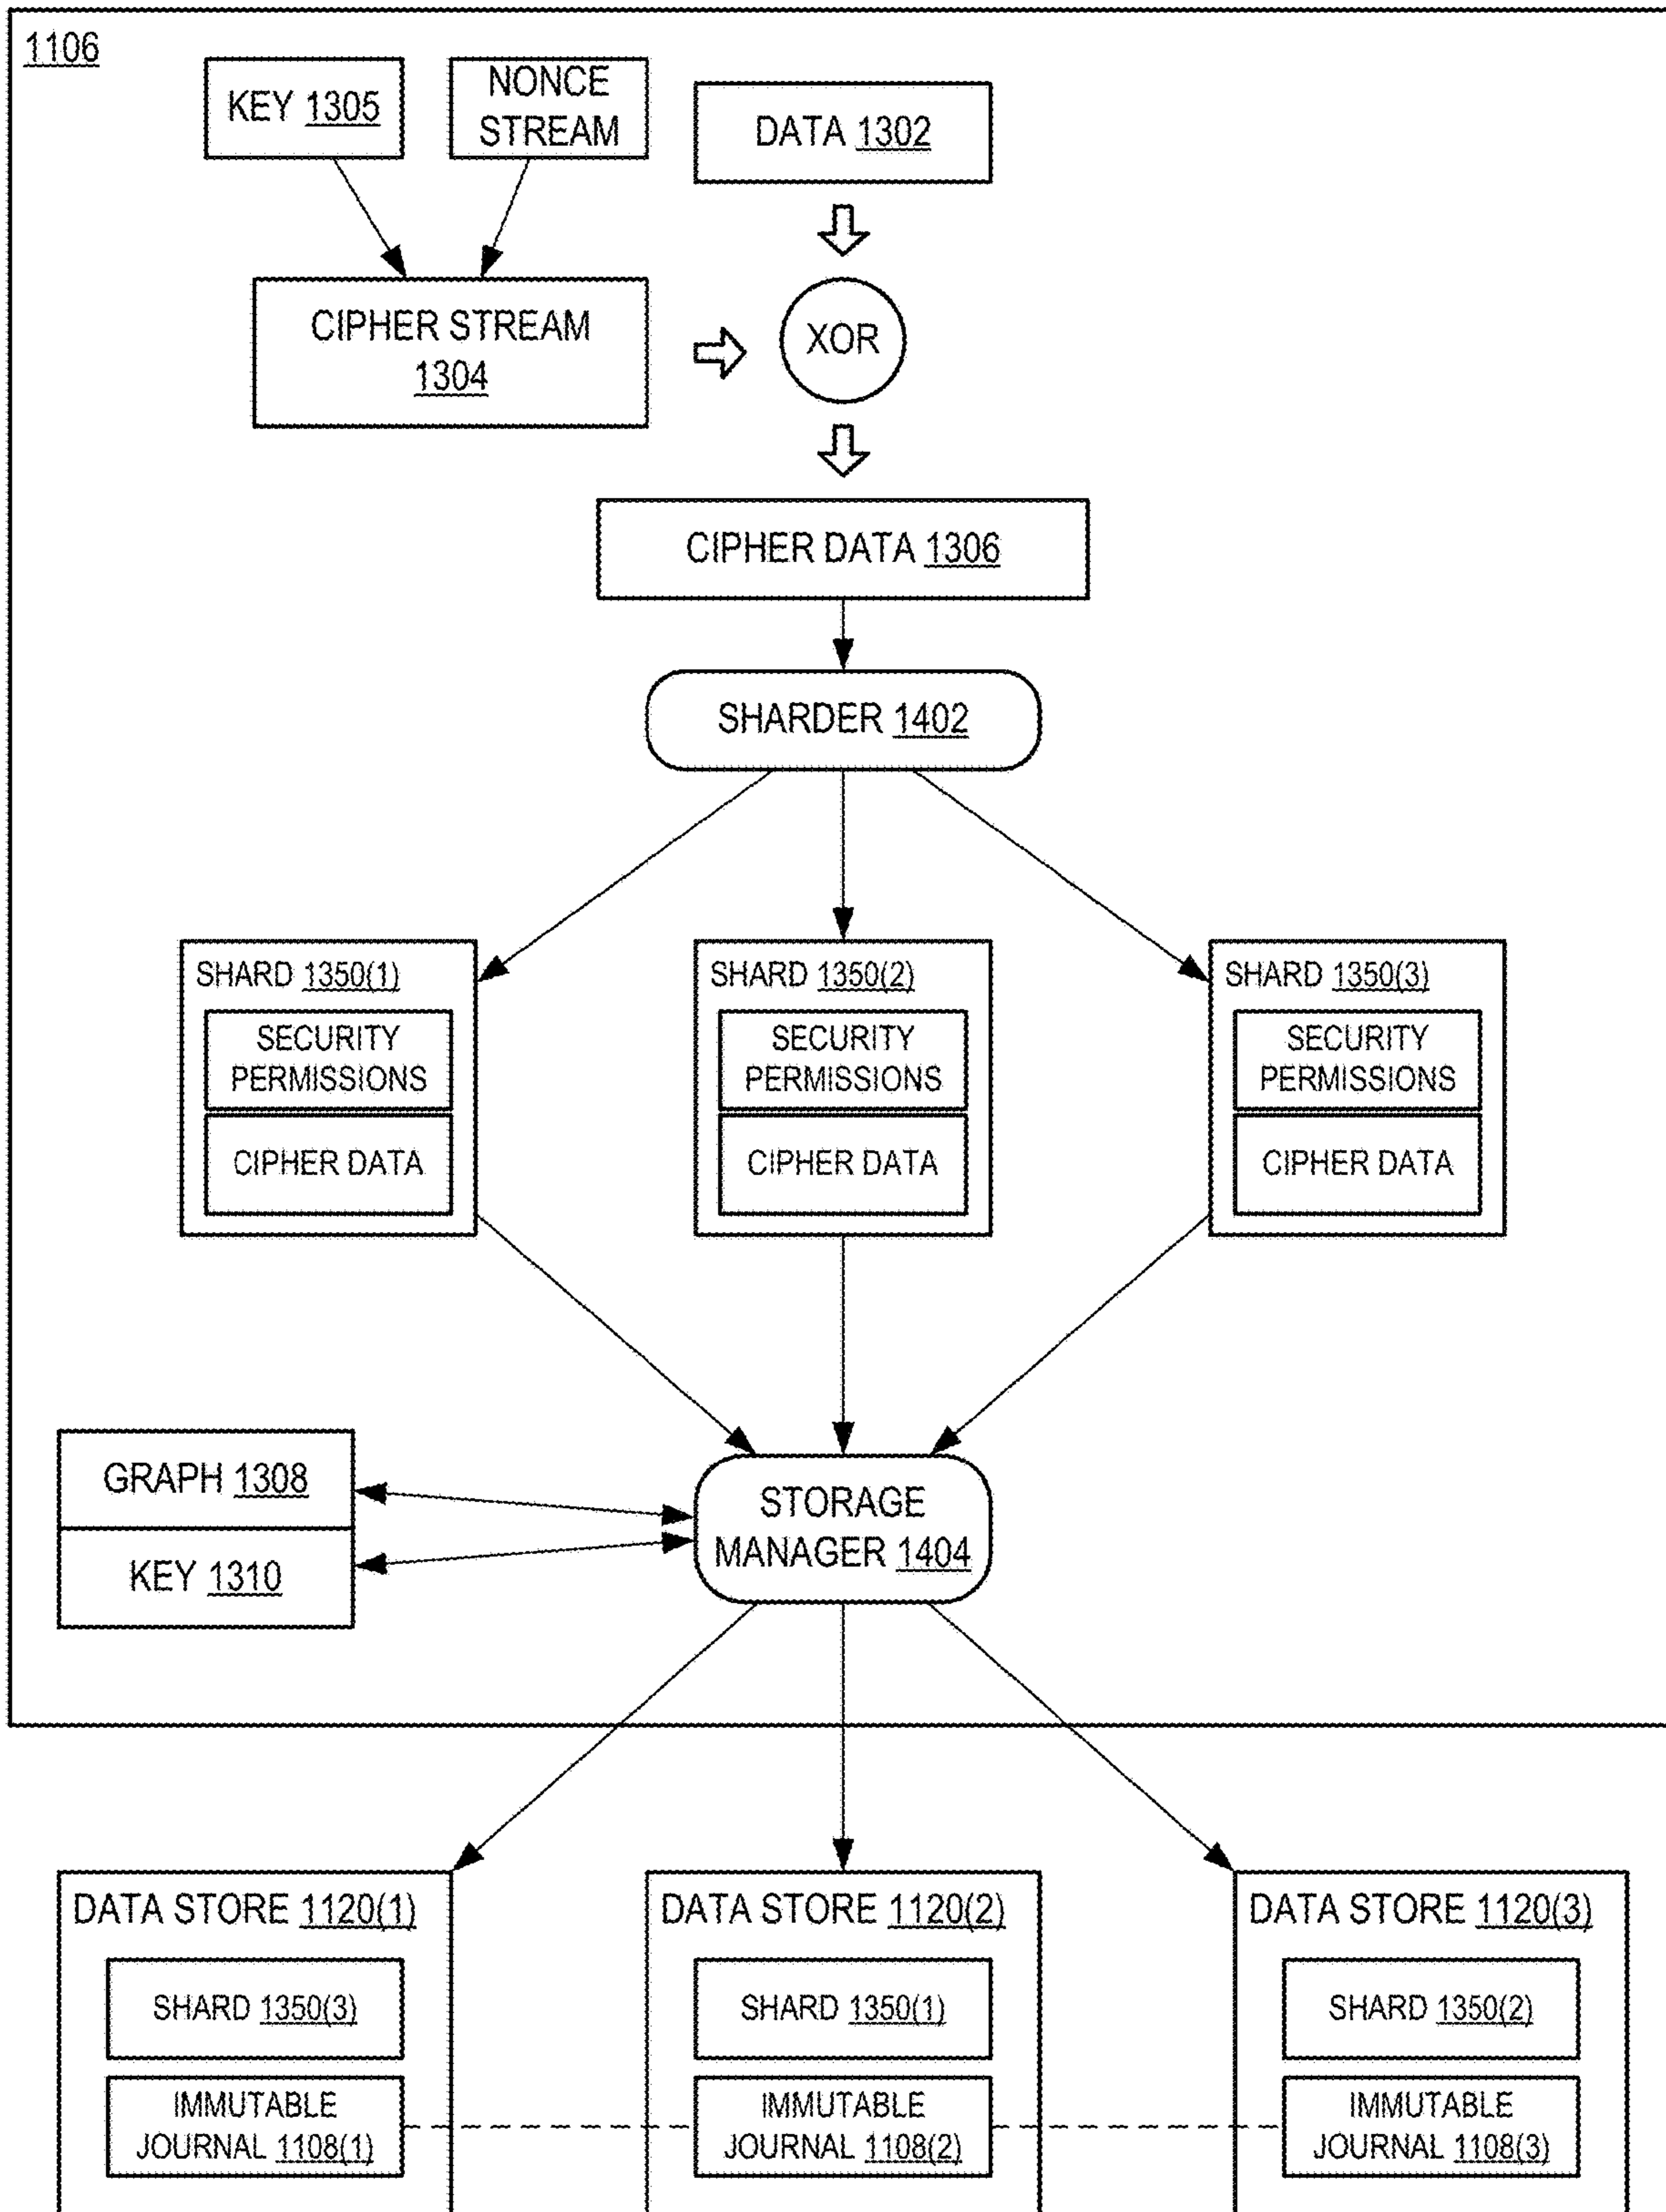 1106
KEY 1305
NONCE
STREAM
DATA 1302
CIPHER STREAM
1304
XOR
CIPHER DATA 1306
SHARDER 1402
SHARD 1350(1)
SECURITY
PERMISSIONS
CIPHER DATA
SHARD 1350(2)
SECURITY
PERMISSIONS
CIPHER DATA
SHARD 1350(3)
SECURITY
PERMISSIONS
CIPHER DATA
GRAPH 1308
KEY 1310
STORAGE
MANAGER 1404
DATA STORE 1120(1)
SHARD 1350(3)
IMMUTABLE
JOURNAL 1108(1)
DATA STORE 1120(2)
SHARD 1350(1)
IMMUTABLE
JOURNAL 1108(2)
DATA STORE 1120(3)
SHARD 1350(2)
IMMUTABLE
JOURNAL 1108(3)